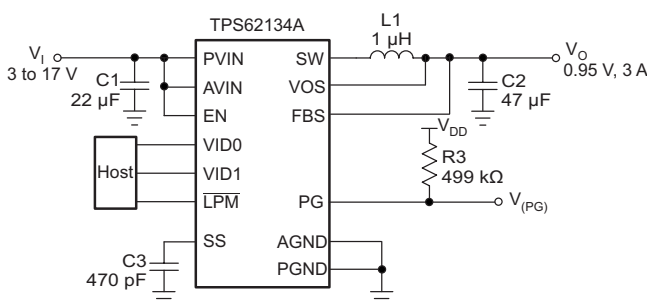 TPS62134A
V_I
3 to 17 V
C1
22 µF
PVIN
AVIN
EN
VID0
VID1
L̅P̅M̅
SS
Host
C3
470 pF
SW
VOS
FBS
PG
AGND
PGND
L1
1 µH
V_O
0.95 V, 3 A
C2
47 µF
V_DD
R3
499 kΩ
V_(PG)